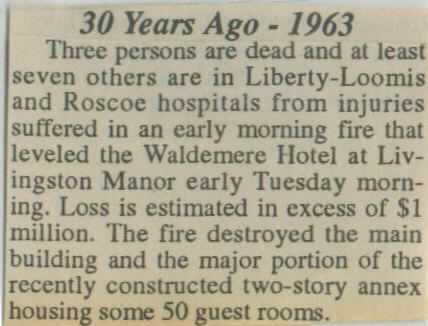 30 Years Ago - 1963
Three persons are dead and at least
seven others are in Liberty-Loomis
and Roscoe hospitals from injuries
suffered in an early morning fire that
leveled the Waldemere Hotel at Liv-
ingston Manor early Tuesday morn-
ing. Loss is estimated in excess of $1
million. The fire destroyed the main
building and the major portion of the
recently constructed two-story annex
housing some 50 guest rooms.